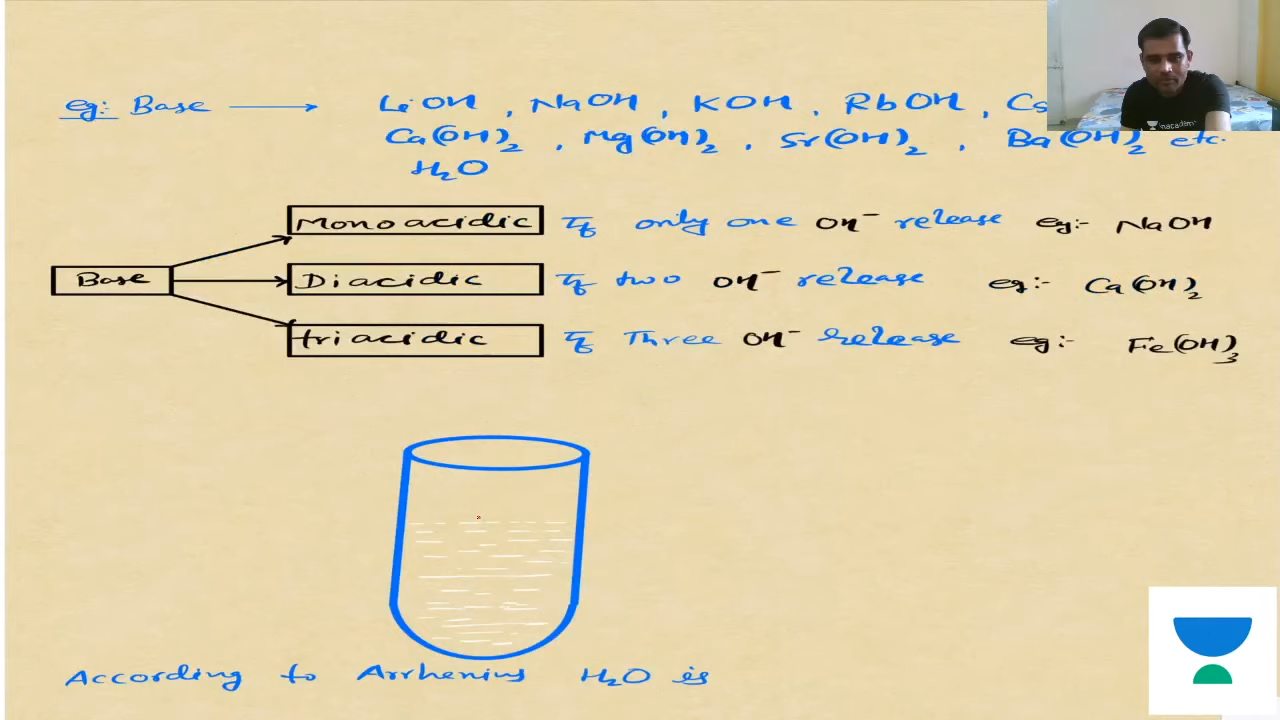 eg:- Base → LiOH , NaOH , KOH , RbOH , Cs
Ca(OH)2 , Mg(OH)2 , Sr(OH)2 , Ba(OH)2 etc.
H2O
Monoacidic If only one OH⁻ release eg:- NaOH
Base Diacidic If two OH⁻ release eg:- Ca(OH)2
triacidic If Three OH⁻ release eg:- Fe(OH)3
According to Arrhenius H2O is